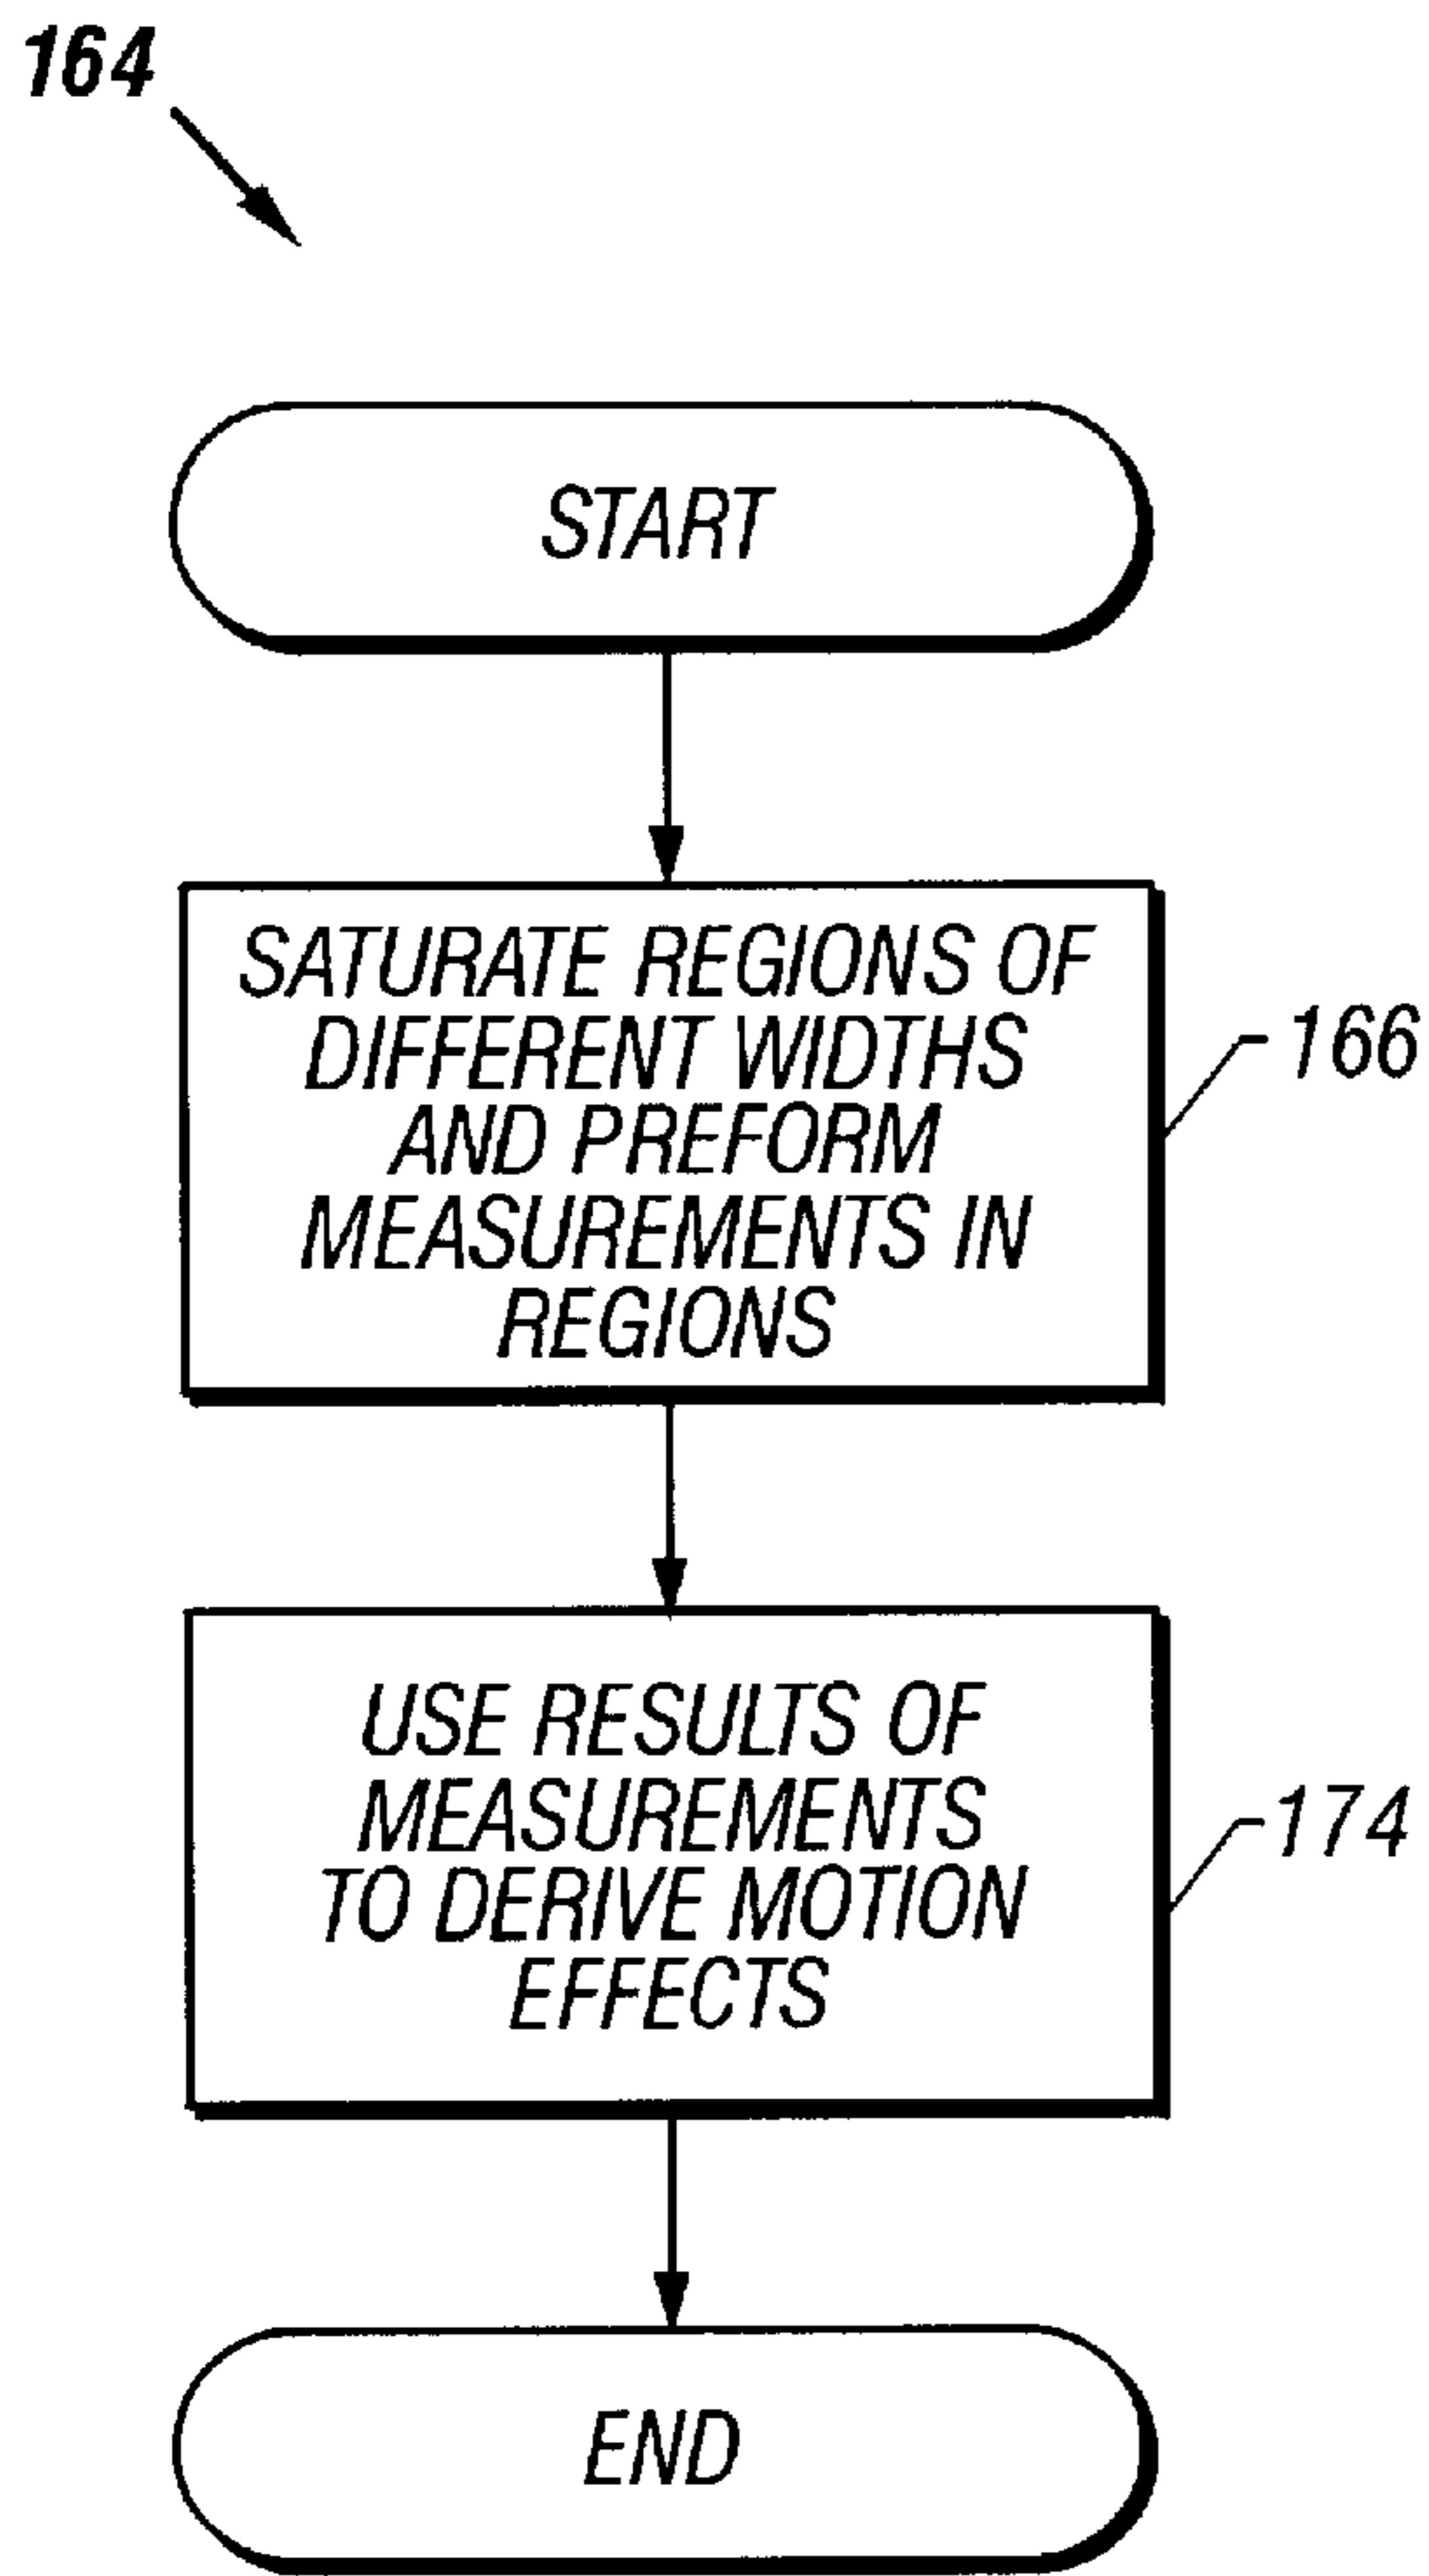 164
START
SATURATE REGIONS OF
DIFFERENT WIDTHS
AND PREFORM
MEASUREMENTS IN
REGIONS
166
USE RESULTS OF
MEASUREMENTS
TO DERIVE MOTION
EFFECTS
174
END